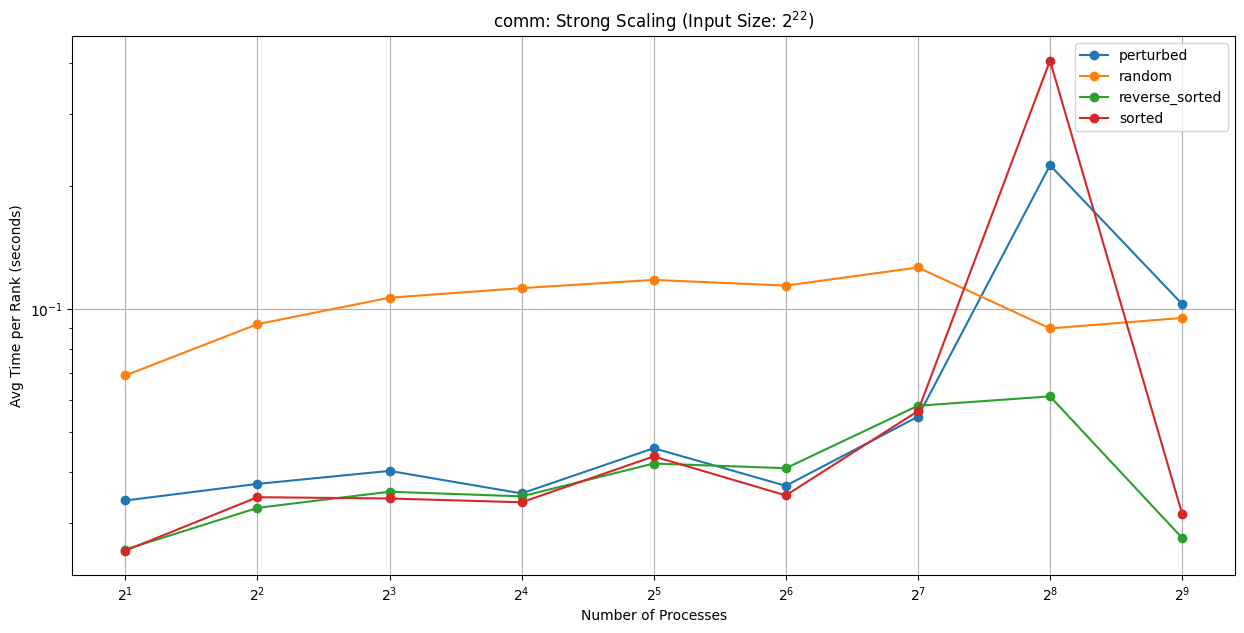 comm: Strong Scaling (Input Size: 2²²)
perturbed
random
reverse_sorted
sorted
Avg Time per Rank (seconds)
10⁻¹
2¹ 2² 2³ 2⁴ 2⁵ 2⁶ 2⁷ 2⁸ 2⁹
Number of Processes